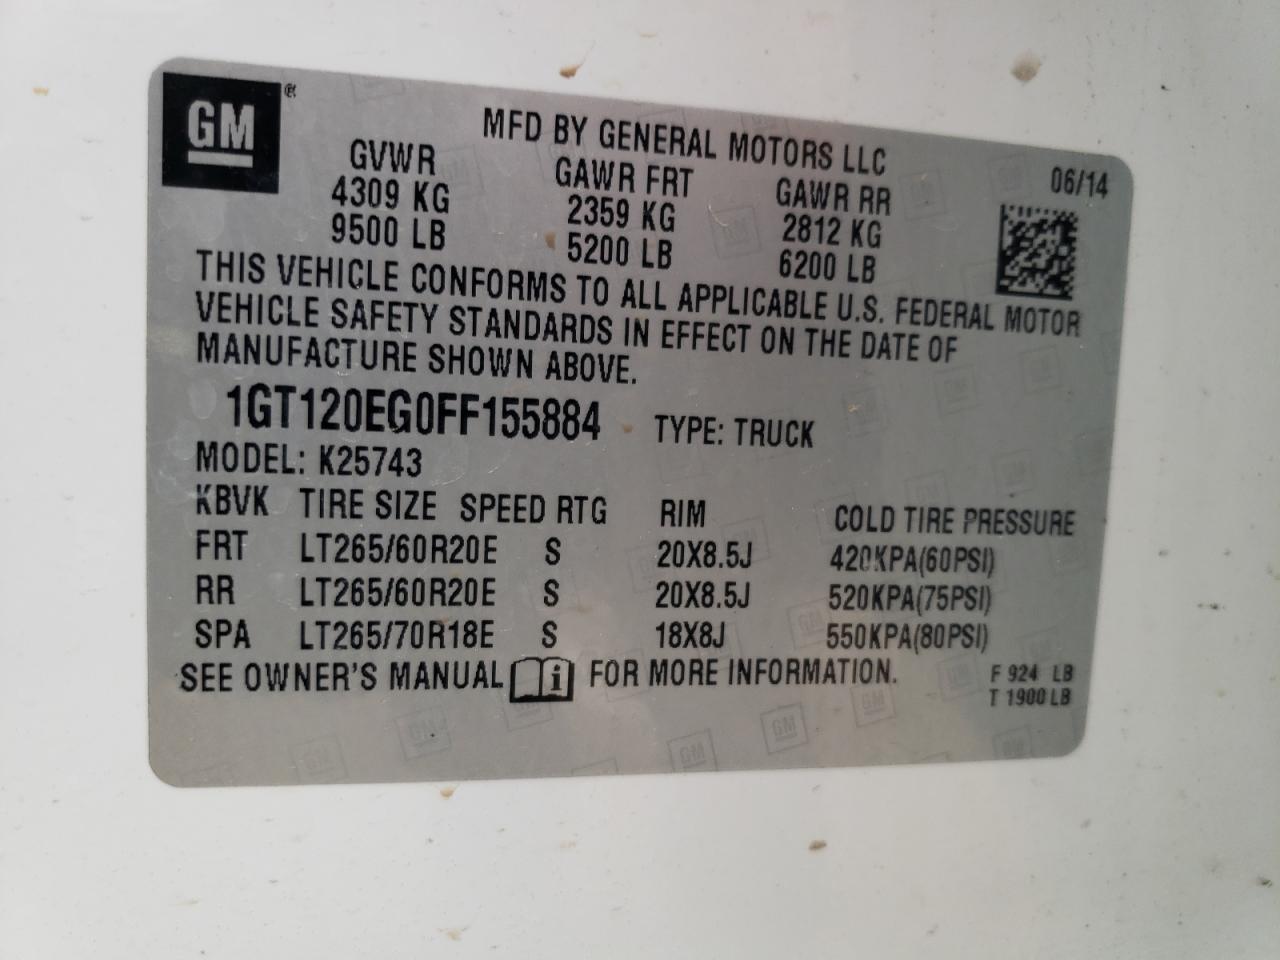 GM
MFD BY GENERAL MOTORS LLC
GVWR GAWR FRT GAWR RR 06/14
4309 KG 2359 KG 2812 KG
9500 LB 5200 LB 6200 LB
THIS VEHICLE CONFORMS TO ALL APPLICABLE U.S. FEDERAL MOTOR
VEHICLE SAFETY STANDARDS IN EFFECT ON THE DATE OF
MANUFACTURE SHOWN ABOVE.
1GT120EG0FF155884 TYPE: TRUCK
MODEL: K25743
KBVK TIRE SIZE SPEED RTG RIM COLD TIRE PRESSURE
FRT LT265/60R20E S 20X8.5J 420KPA(60PSI)
RR LT265/60R20E S 20X8.5J 520KPA(75PSI)
SPA LT265/70R18E S 18X8J 550KPA(80PSI)
SEE OWNER'S MANUAL i FOR MORE INFORMATION. F 924 LB
T 1900 LB